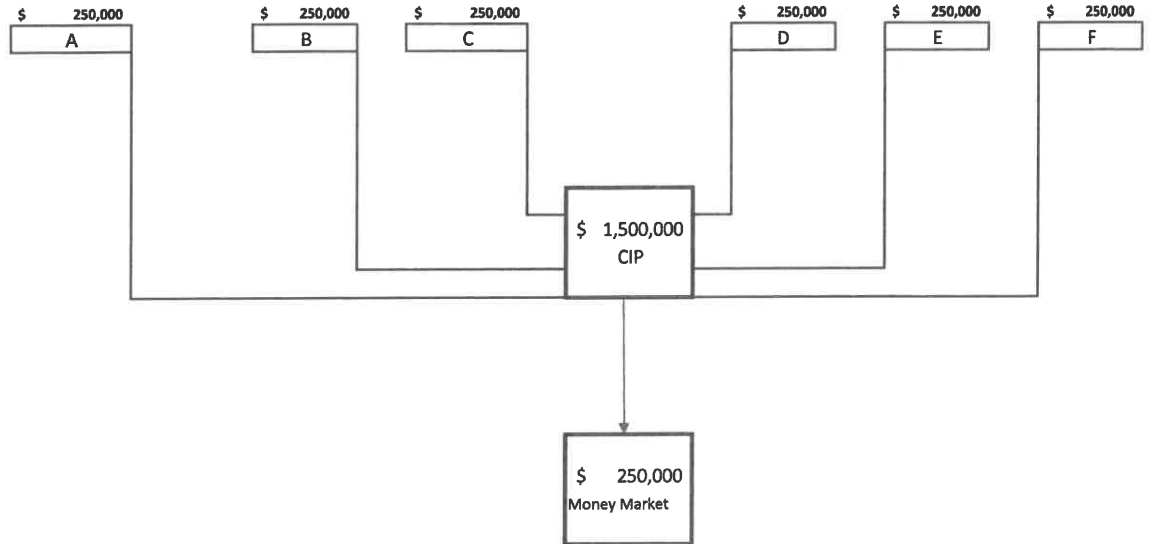 $ 250,000 $ 250,000 $ 250,000 $ 250,000 $ 250,000 $ 250,000
A B C D E F
$ 1,500,000
CIP
$ 250,000
Money Market